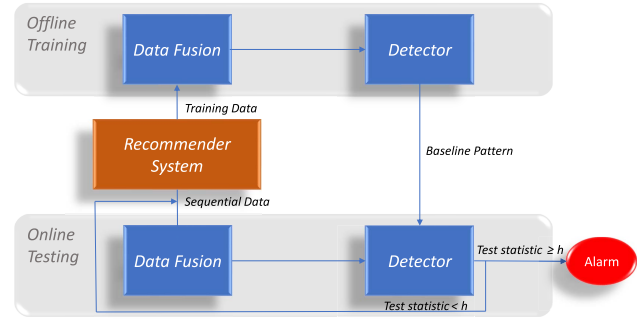 Offline
Training
Data Fusion
Detector
Training Data
Recommender
System
Baseline Pattern
Sequential Data
Online
Testing
Data Fusion
Detector
Test statistic ≥ h
Alarm
Test statistic < h